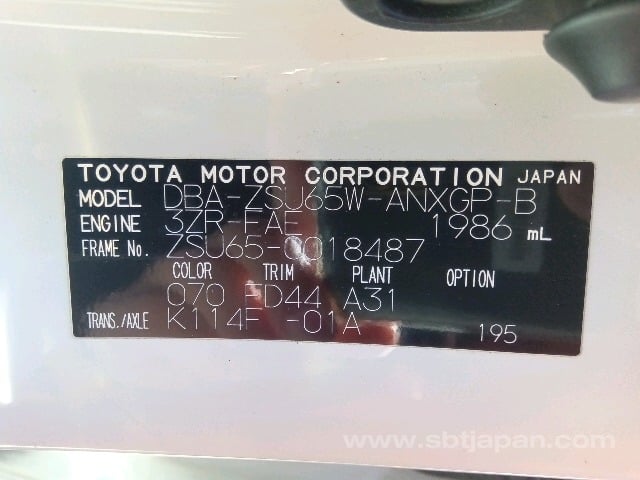 TOYOTA MOTOR CORPORATION JAPAN
MODEL DBA-ZSU65W-ANXGP-B
ENGINE 3ZR-FAE 1986 mL
FRAME No. ZSU65-0018487
COLOR TRIM PLANT OPTION
070 FD44 A31
TRANS./AXLE K114F -01A 195
www.sbtjapan.com